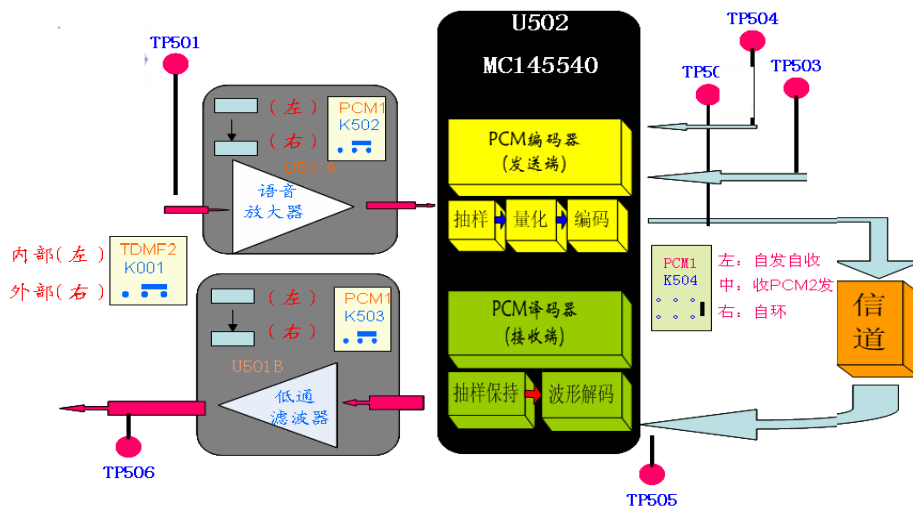 U502
MC145540
TP501
TP504
TP503
TP50
(左)
(右)
PCM1
K502
U501A
语音
放大器
PCM编码器
(发送端)
抽样
量化
编码
内部(左)
外部(右)
TDMF2
K001
PCM1
K504
左：自发自收
中：收PCM2发
右：自环
信
道
(左)
(右)
PCM1
K503
U501B
低通
滤波器
PCM译码器
(接收端)
抽样保持
波形解码
TP506
TP505